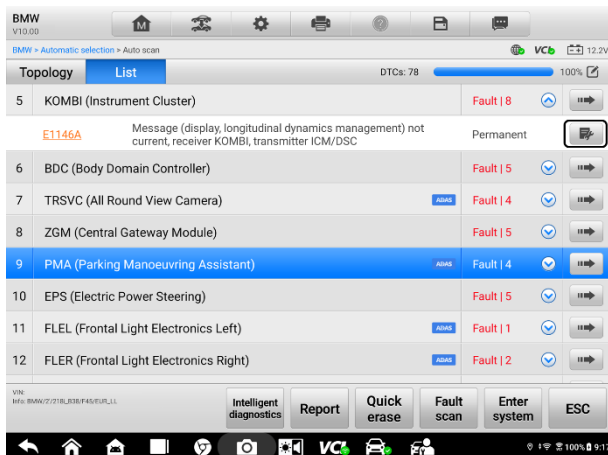 BMW
V10.00
BMW > Automatic selection > Auto scan
VCI 12.2V
Topology List DTCs: 78 100%
5 KOMBI (Instrument Cluster) Fault | 8
E1146A Message (display, longitudinal dynamics management) not current, receiver KOMBI, transmitter ICM/DSC Permanent
6 BDC (Body Domain Controller) Fault | 5
7 TRSVC (All Round View Camera) ADAS Fault | 4
8 ZGM (Central Gateway Module) Fault | 5
9 PMA (Parking Manoeuvring Assistant) ADAS Fault | 4
10 EPS (Electric Power Steering) Fault | 5
11 FLEL (Frontal Light Electronics Left) ADAS Fault | 1
12 FLER (Frontal Light Electronics Right) ADAS Fault | 2
VIN:
Info: BMW/2'/218i_B38/F45/EUR_LL
Intelligent diagnostics Report Quick erase Fault scan Enter system ESC
VCI 100% 9:17